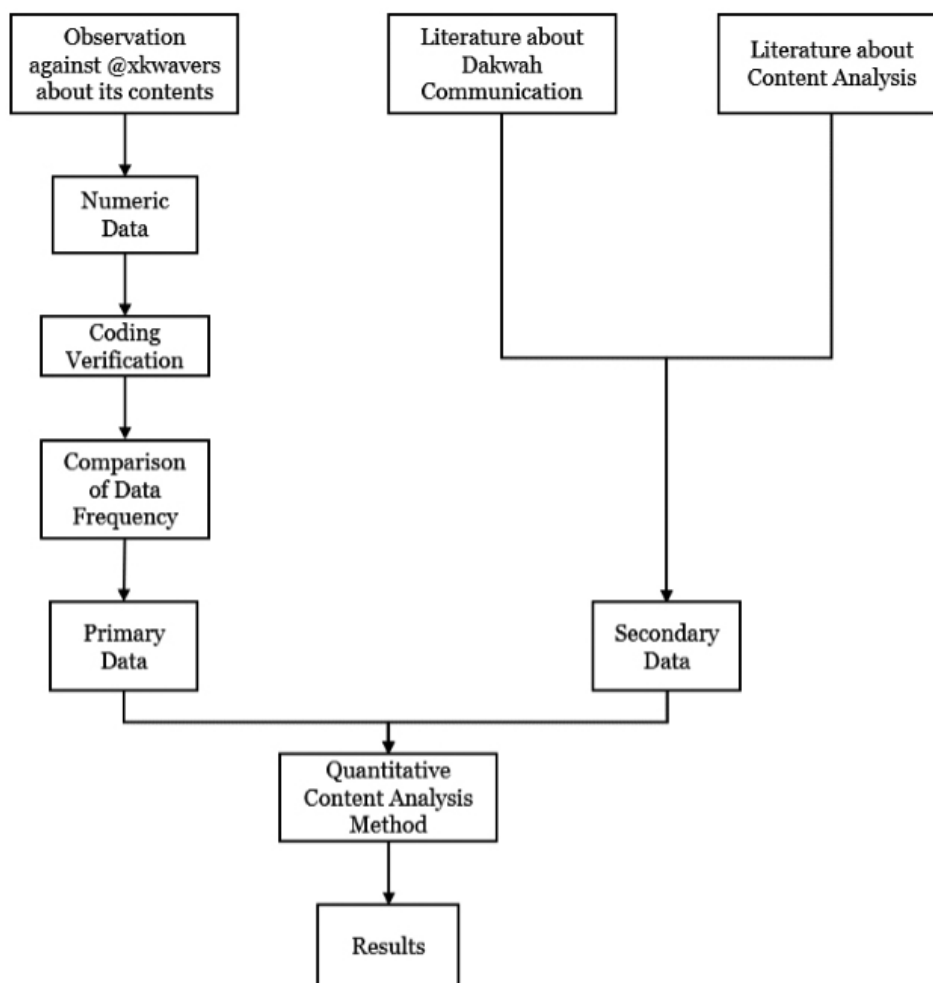 Observation
against @xkwavers
about its contents
Literature about
Dakwah
Communication
Literature about
Content Analysis
Numeric
Data
Coding
Verification
Comparison
of Data
Frequency
Primary
Data
Secondary
Data
Quantitative
Content Analysis
Method
Results